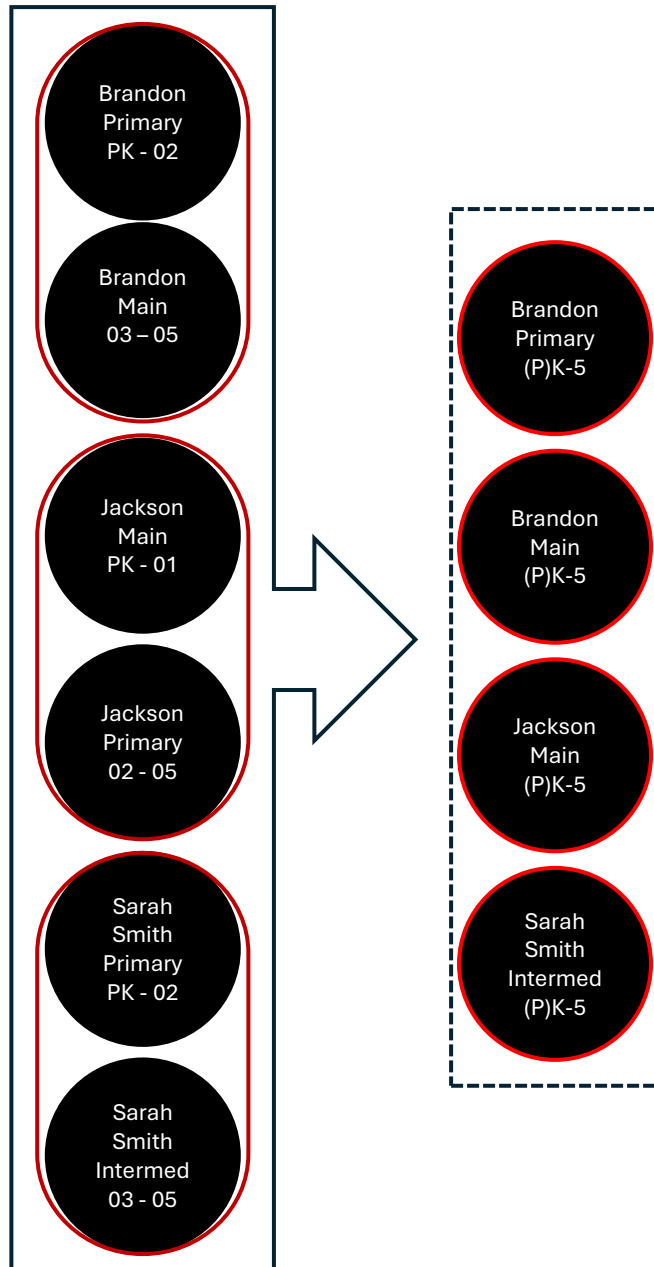 Brandon
Primary
PK - 02
Brandon
Main
03 – 05
Jackson
Main
PK - 01
Jackson
Primary
02 - 05
Sarah
Smith
Primary
PK - 02
Sarah
Smith
Intermed
03 - 05
Brandon
Primary
(P)K-5
Brandon
Main
(P)K-5
Jackson
Main
(P)K-5
Sarah
Smith
Intermed
(P)K-5